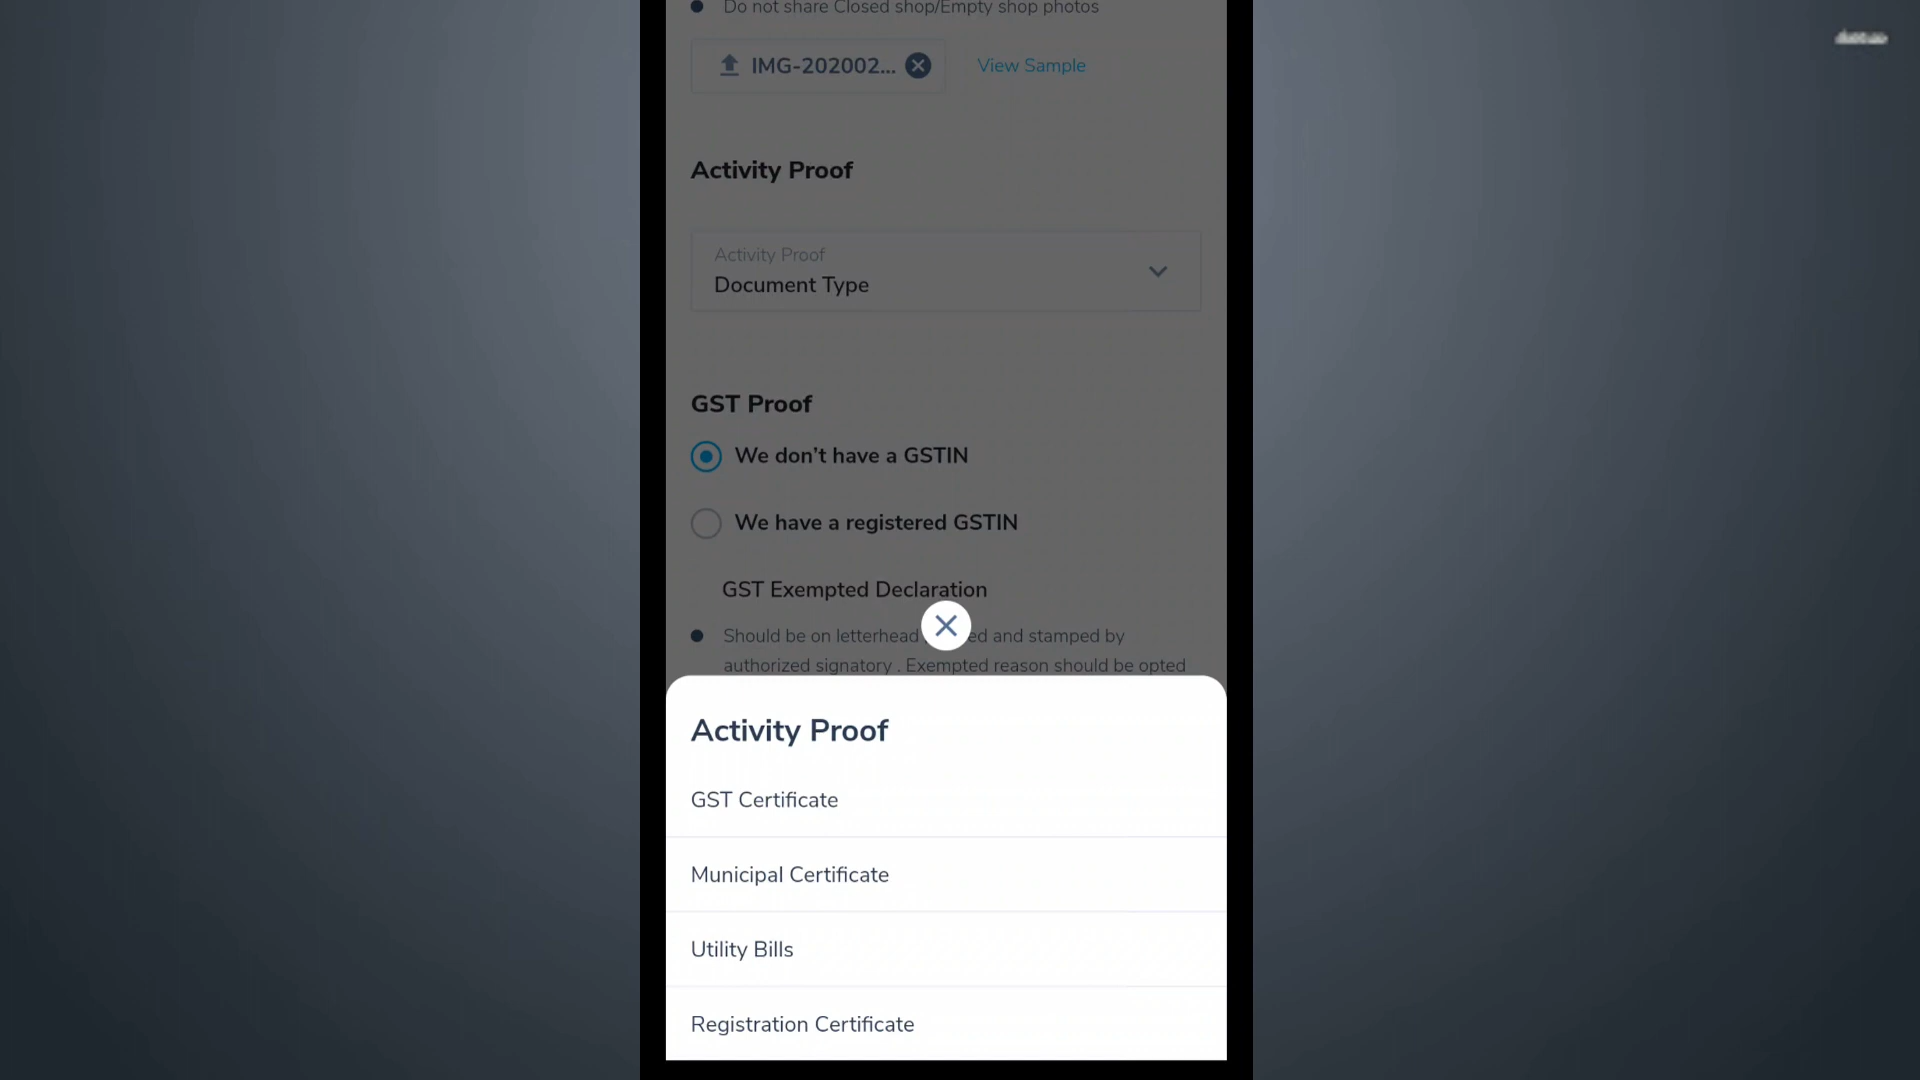 Do not share Closed shop/Empty shop photos
IMG-202002...
View Sample
Activity Proof
Activity Proof
Document Type
GST Proof
We don't have a GSTIN
We have a registered GSTIN
GST Exempted Declaration
Should be on letterhead ed and stamped by
authorized signatory . Exempted reason should be opted
Activity Proof
GST Certificate
Municipal Certificate
Utility Bills
Registration Certificate